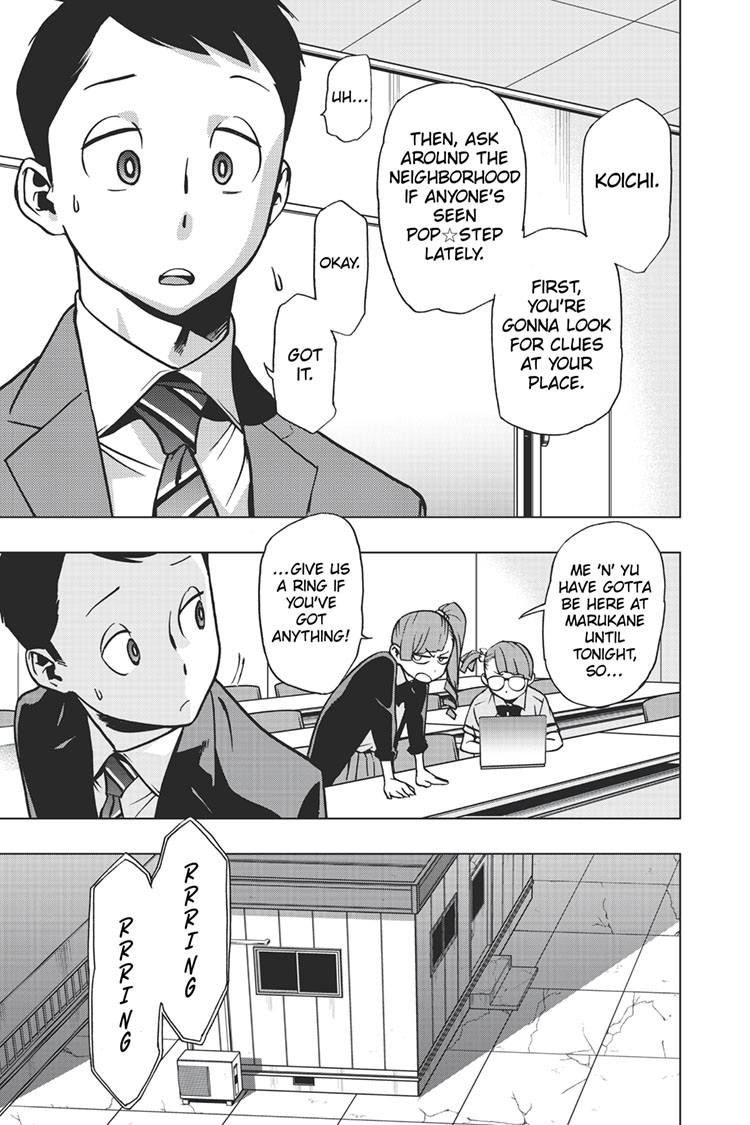 KOICHI.
FIRST,
YOU'RE
GONNA LOOK
FOR CLUES
AT YOUR
PLACE.
THEN, ASK
AROUND THE
NEIGHBORHOOD
IF ANYONE'S
SEEN
POP☆STEP
LATELY.
UH...
OKAY.
GOT
IT.
ME 'N' YU
HAVE GOTTA
BE HERE AT
MARUKANE
UNTIL
TONIGHT,
SO...
...GIVE US
A RING IF
YOU'VE
GOT
ANYTHING!
RRRING
RRRING